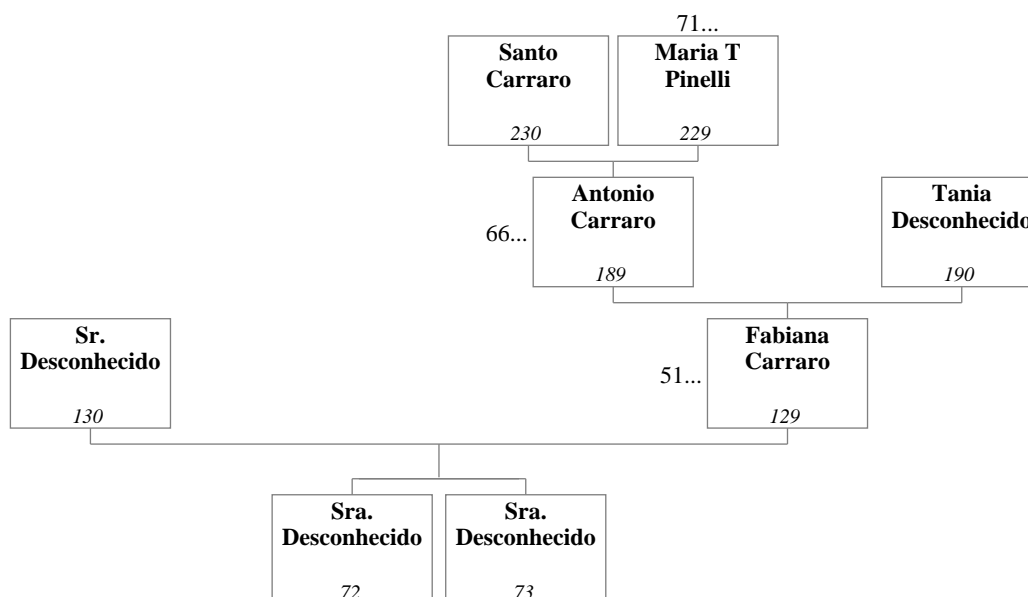 71...
Santo
Carraro
230
Maria T
Pinelli
229
66...
Antonio
Carraro
189
Tania
Desconhecido
190
Sr.
Desconhecido
130
51...
Fabiana
Carraro
129
Sra.
Desconhecido
72
Sra.
Desconhecido
73